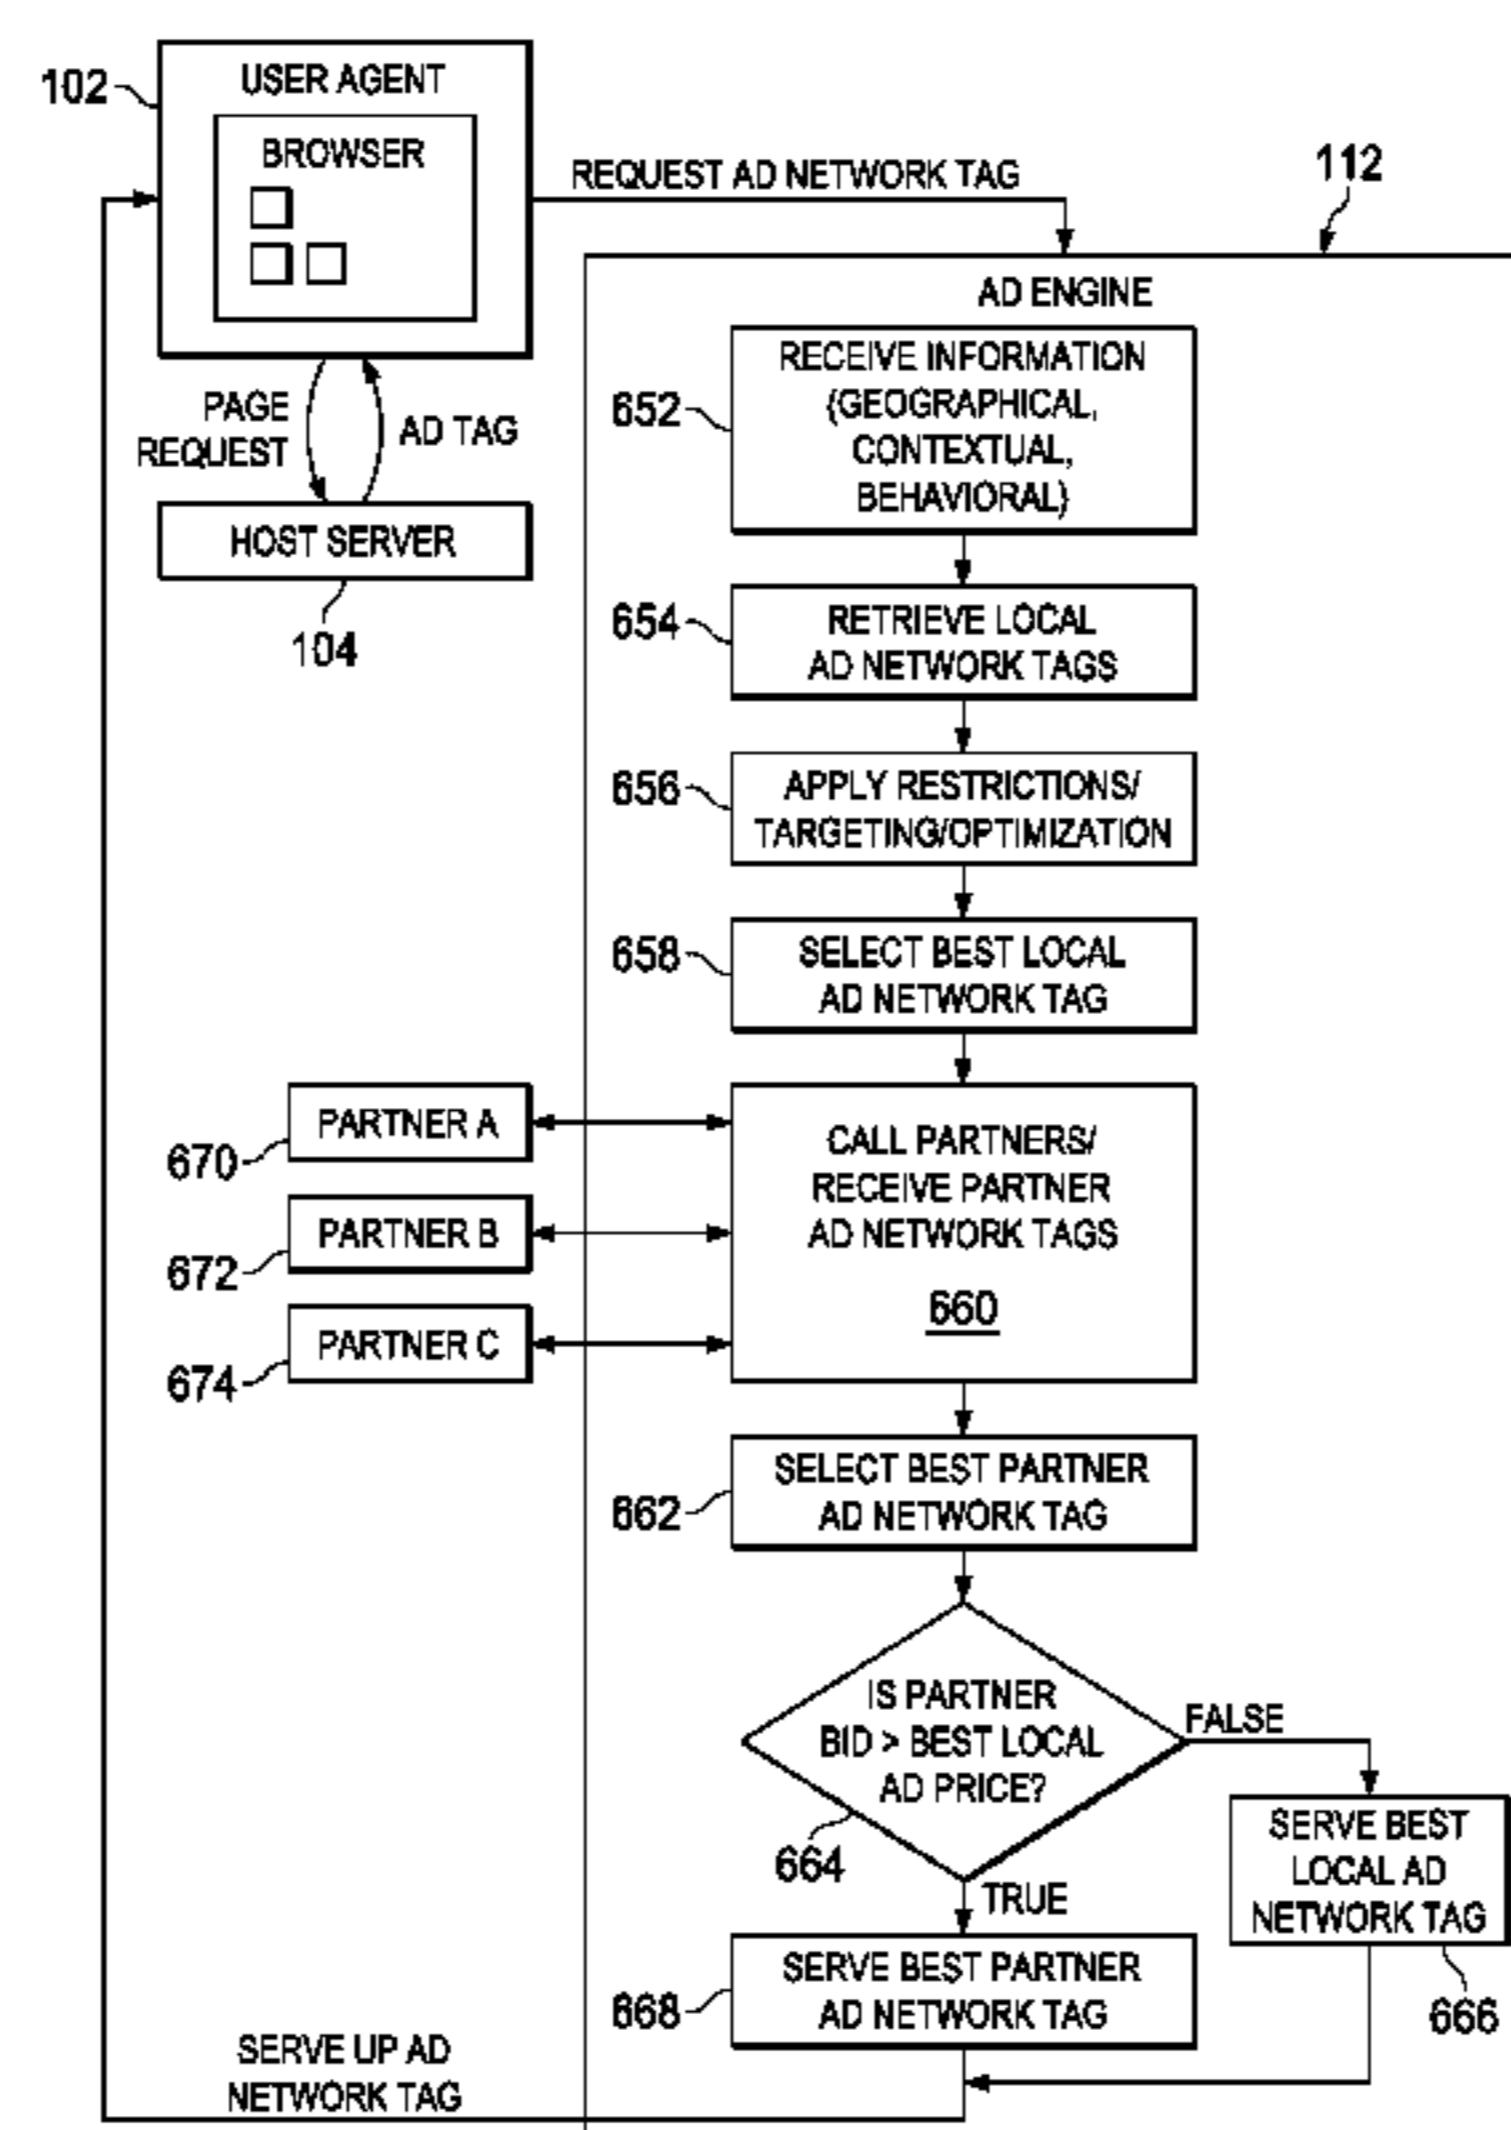 102
USER AGENT
BROWSER
REQUEST AD NETWORK TAG
112
PAGE
REQUEST
AD TAG
HOST SERVER
104
AD ENGINE
652
RECEIVE INFORMATION
(GEOGRAPHICAL,
CONTEXTUAL,
BEHAVIORAL)
654
RETRIEVE LOCAL
AD NETWORK TAGS
656
APPLY RESTRICTIONS/
TARGETING/OPTIMIZATION
658
SELECT BEST LOCAL
AD NETWORK TAG
PARTNER A
670
PARTNER B
672
PARTNER C
674
CALL PARTNERS/
RECEIVE PARTNER
AD NETWORK TAGS
660
662
SELECT BEST PARTNER
AD NETWORK TAG
IS PARTNER
BID > BEST LOCAL
AD PRICE?
664
FALSE
TRUE
SERVE BEST
LOCAL AD
NETWORK TAG
666
668
SERVE BEST PARTNER
AD NETWORK TAG
SERVE UP AD
NETWORK TAG